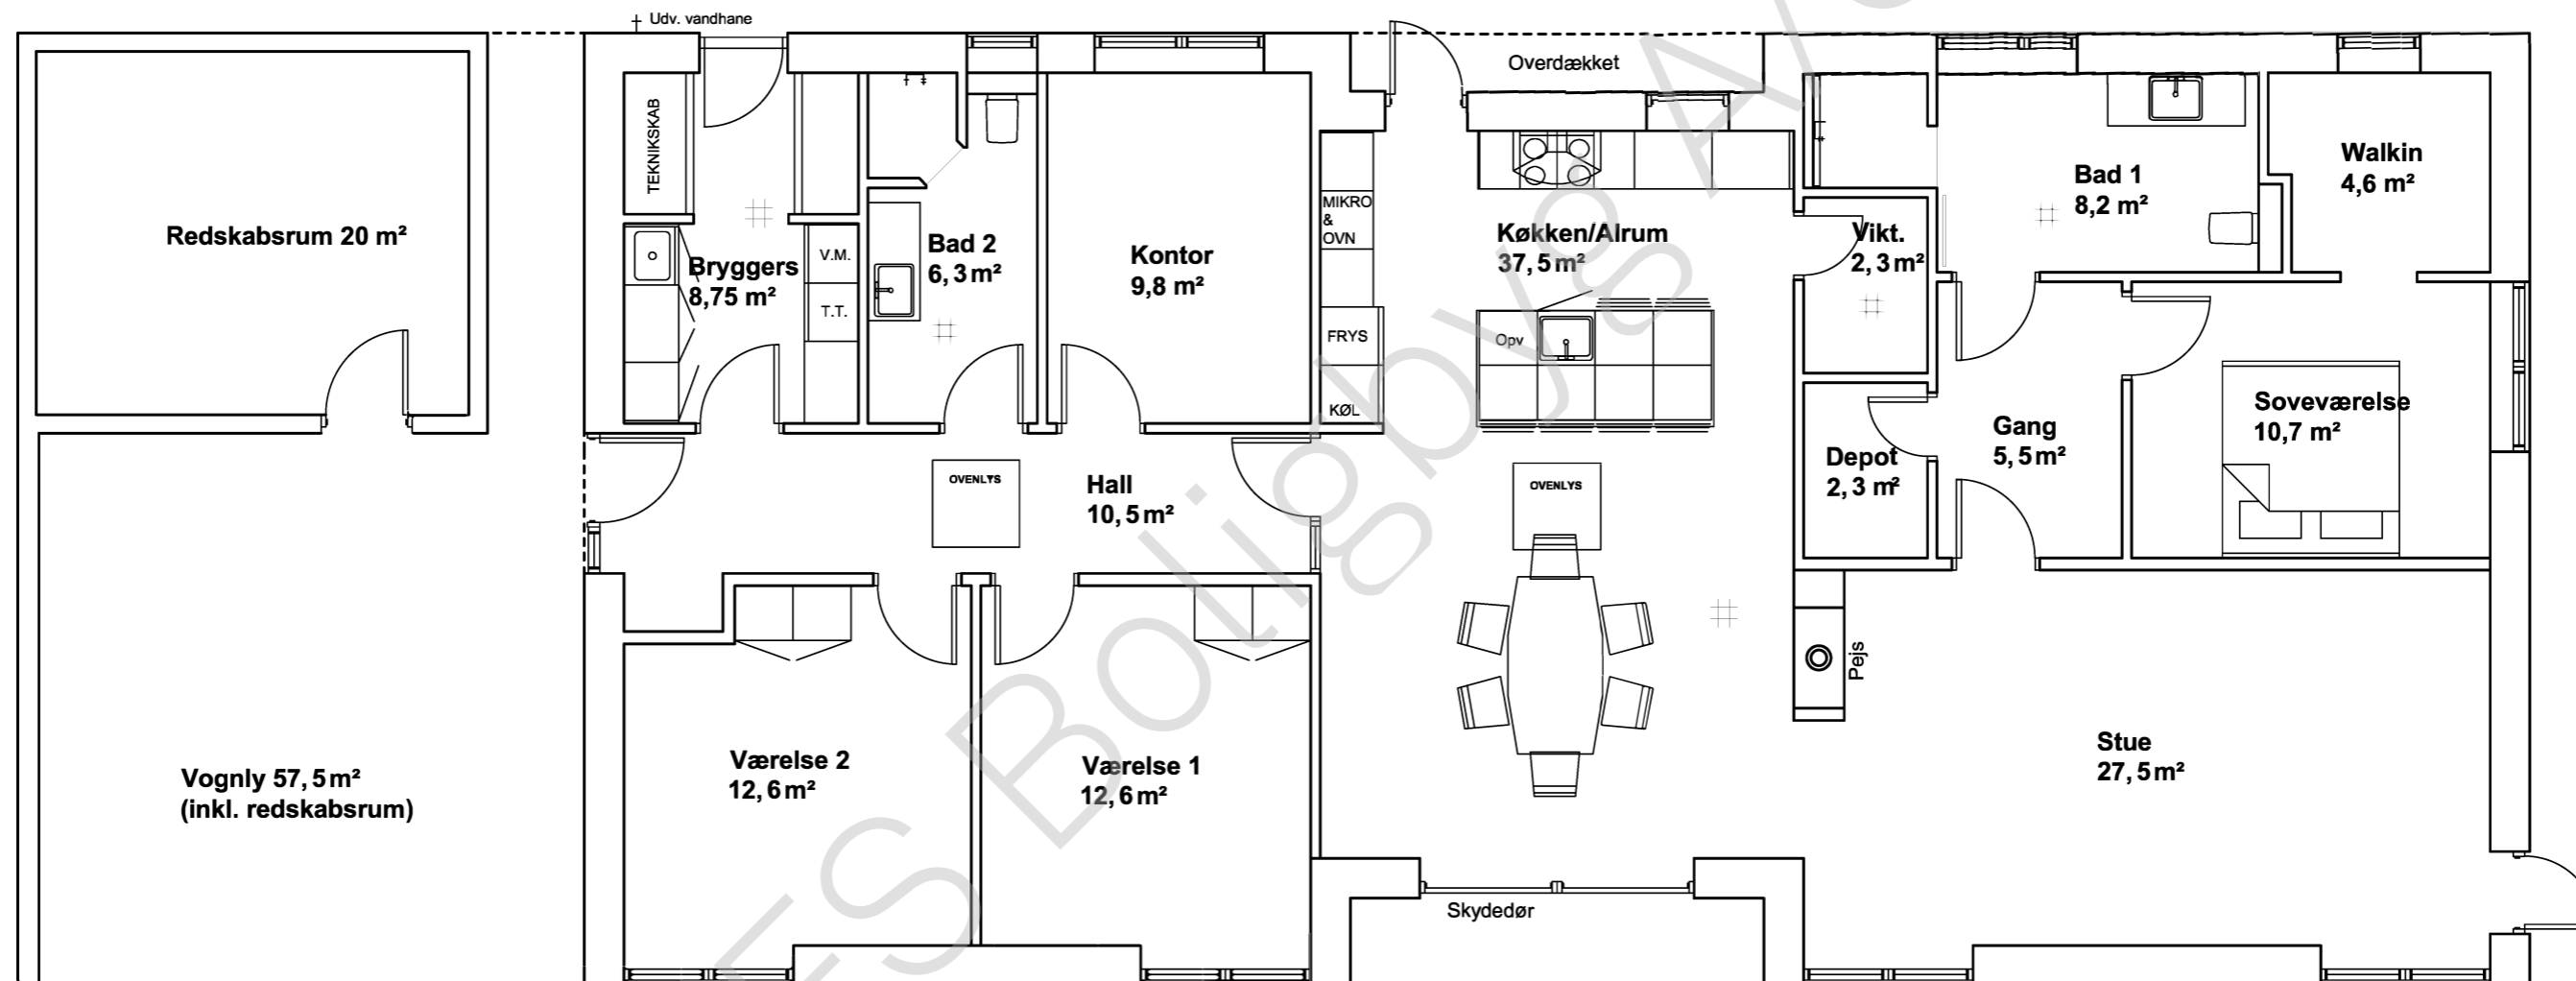 Udv. vandhane
Overdækket
TEKNIKSKAB
Redskabsrum 20 m²
Bryggers
8,75 m²
V.M.
T.T.
Bad 2
6,3 m²
Kontor
9,8 m²
MIKRO
&
OVN
FRYS
KØL
Køkken/Alrum
37,5 m²
Opv
Vikt.
2,3 m²
Bad 1
8,2 m²
Walkin
4,6 m²
Soveværelse
10,7 m²
Gang
5,5 m²
Depot
2,3 m²
OVENLYS
Hall
10,5 m²
OVENLYS
Pejs
Værelse 2
12,6 m²
Værelse 1
12,6 m²
Stue
27,5 m²
Vognly 57,5 m²
(inkl. redskabsrum)
Skydedør
FS Boligbyg A/S